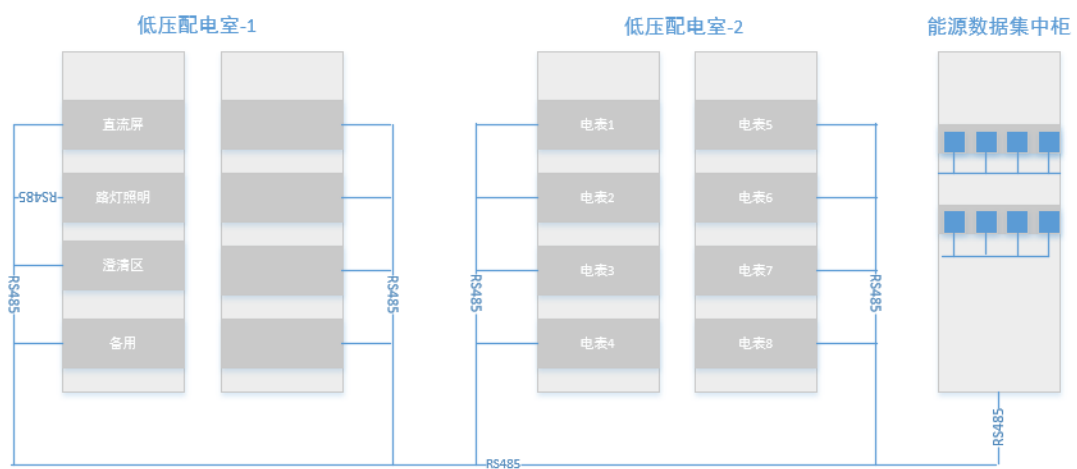 低压配电室-1
低压配电室-2
能源数据集中柜
直流屏
路灯照明
澄清区
备用
电表1
电表2
电表3
电表4
电表5
电表6
电表7
电表8
RS485
RS485
RS485
RS485
RS485
RS485
RS485